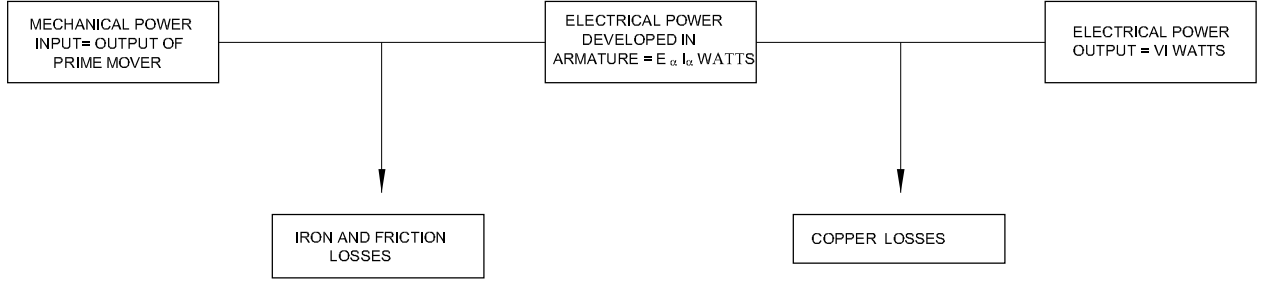 MECHANICAL POWER
INPUT= OUTPUT OF
PRIME MOVER
ELECTRICAL POWER
DEVELOPED IN
ARMATURE = E α I α WATTS
ELECTRICAL POWER
OUTPUT = VI WATTS
IRON AND FRICTION
LOSSES
COPPER LOSSES